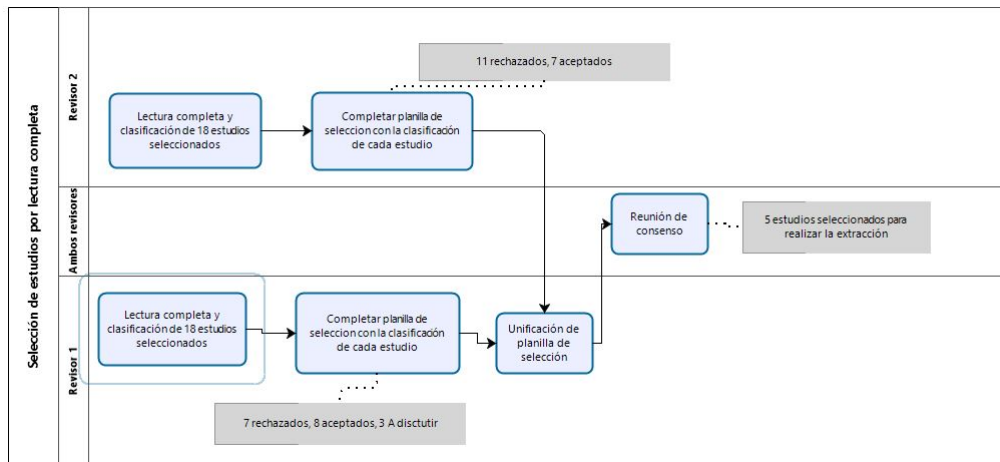 Selección de estudios por lectura completa
Revisor 2
11 rechazados, 7 aceptados
Lectura completa y
clasificación de 18 estudios
seleccionados
Completar planilla de
seleccion con la clasificación
de cada estudio
Ambos revisores
Reunión de
consenso
5 estudios seleccionados para
realizar la extracción
Revisor 1
Lectura completa y
clasificación de 18 estudios
seleccionados
Completar planilla de
seleccion con la clasificación
de cada estudio
Unificación de
planilla de
selección
7 rechazados, 8 aceptados, 3 A disctutir